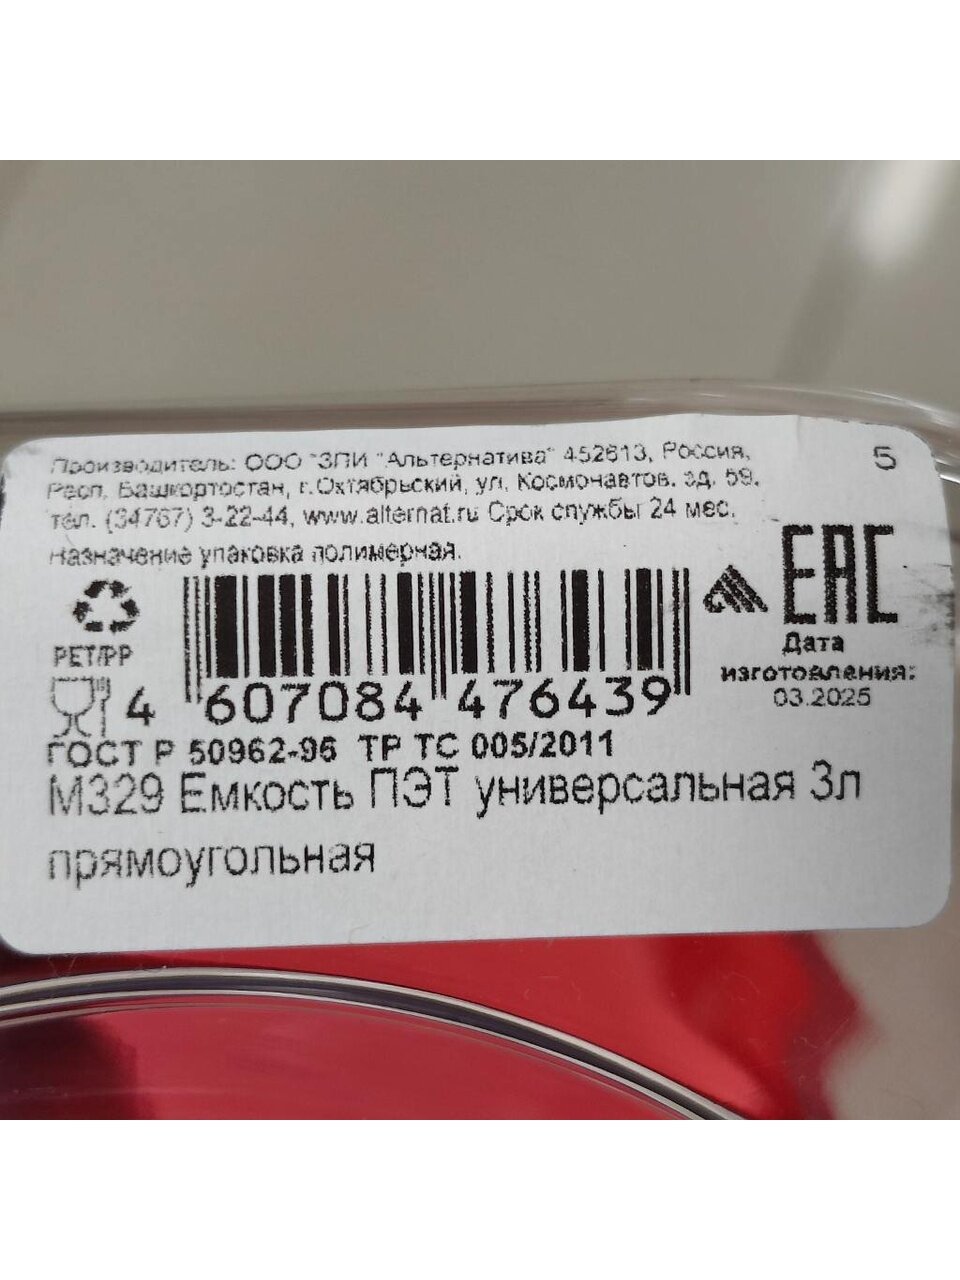 Производитель: ООО "ЗПИ "Альтернатива" 452613, Россия,
Респ. Башкортостан, г.Октябрьский, ул. Космонавтов. зд. 59.
тел. (34767) 3-22-44, www.alternat.ru Срок службы 24 мес.
5
Назначение упаковка полимерная.
EAC
PET/PP
Дата
изготовления:
03.2025
4 607084 476439
ГОСТ Р 50962-96 ТР ТС 005/2011
М329 Емкость ПЭТ универсальная 3л
прямоугольная